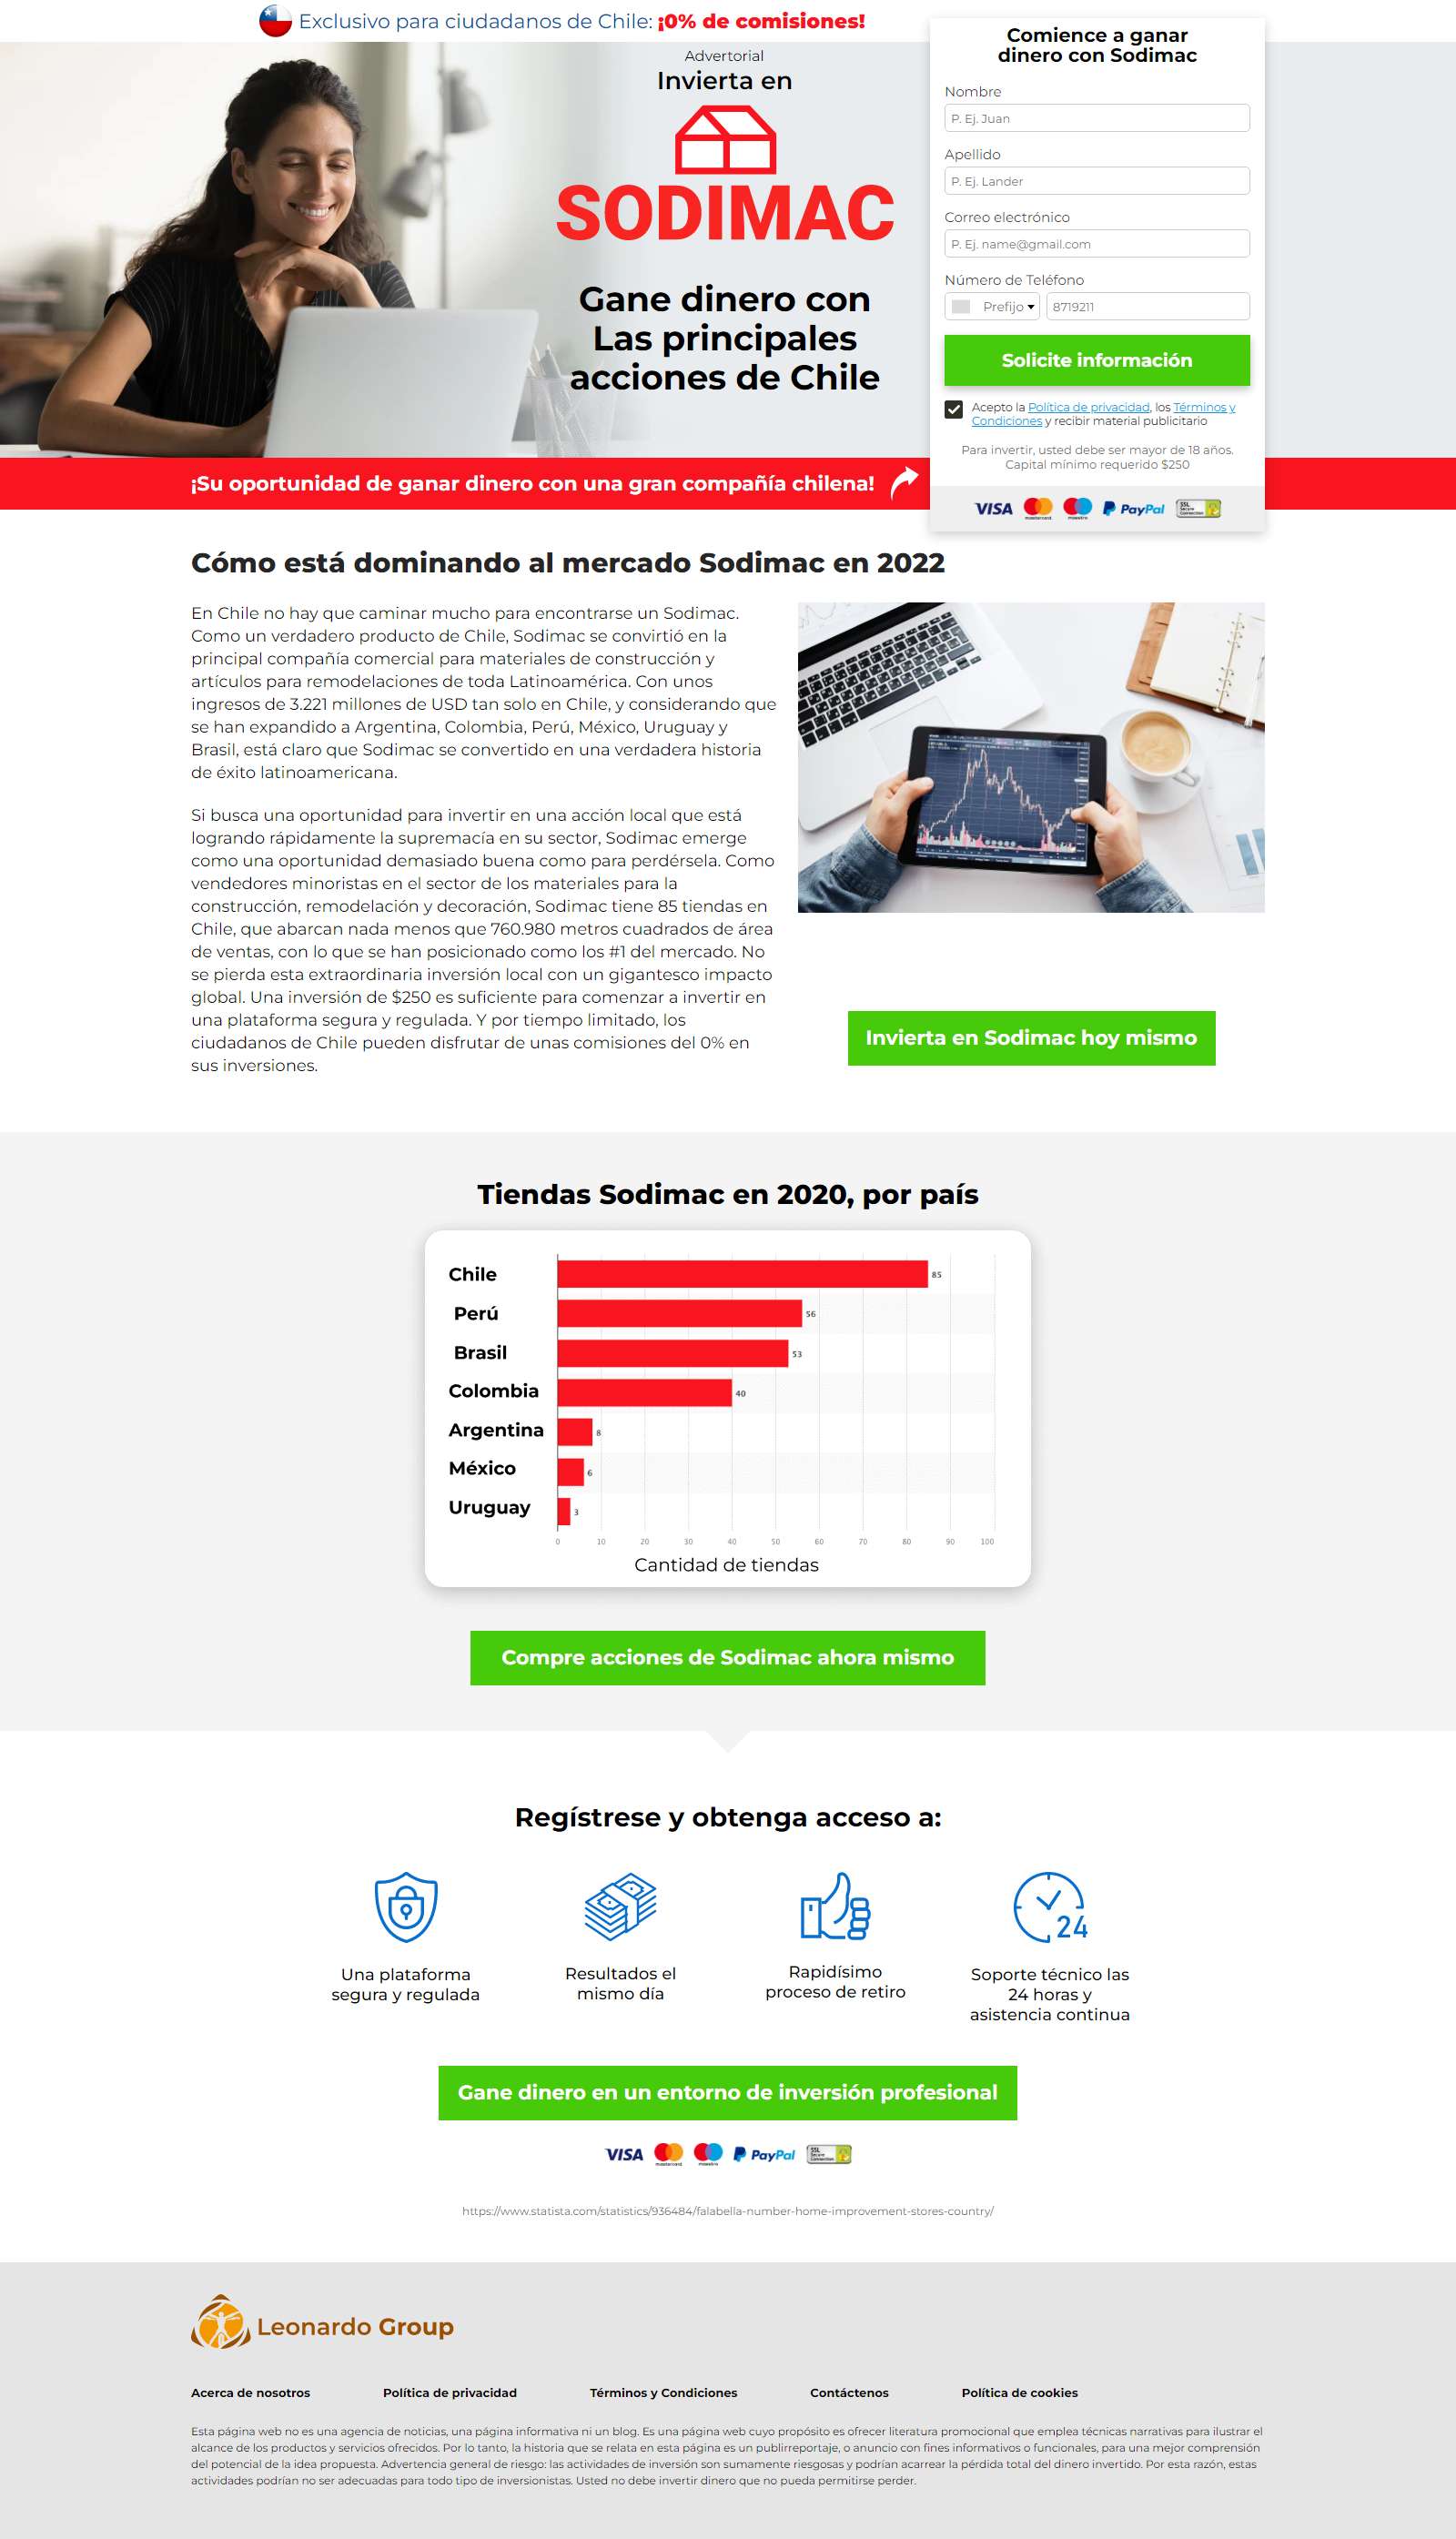 Exclusivo para ciudadanos de Chile: ¡0% de comisiones!
Advertorial
Invierta en
SODIMAC
Gane dinero con
Las principales
acciones de Chile
Comience a ganar
dinero con Sodimac
Nombre
P. Ej. Juan
Apellido
P. Ej. Lander
Correo electrónico
P. Ej. name@gmail.com
Número de Teléfono
Prefijo 8719211
Solicite información
Acepto la Política de privacidad, los Términos y
Condiciones y recibir material publicitario
Para invertir, usted debe ser mayor de 18 años.
Capital mínimo requerido $250
VISA mastercard maestro PayPal SSL Secure Connection
¡Su oportunidad de ganar dinero con una gran compañía chilena!
Cómo está dominando al mercado Sodimac en 2022
En Chile no hay que caminar mucho para encontrarse un Sodimac.
Como un verdadero producto de Chile, Sodimac se convirtió en la
principal compañía comercial para materiales de construcción y
artículos para remodelaciones de toda Latinoamérica. Con unos
ingresos de 3.221 millones de USD tan solo en Chile, y considerando que
se han expandido a Argentina, Colombia, Perú, México, Uruguay y
Brasil, está claro que Sodimac se convertido en una verdadera historia
de éxito latinoamericana.
Si busca una oportunidad para invertir en una acción local que está
logrando rápidamente la supremacía en su sector, Sodimac emerge
como una oportunidad demasiado buena como para perdérsela. Como
vendedores minoristas en el sector de los materiales para la
construcción, remodelación y decoración, Sodimac tiene 85 tiendas en
Chile, que abarcan nada menos que 760.980 metros cuadrados de área
de ventas, con lo que se han posicionado como los #1 del mercado. No
se pierda esta extraordinaria inversión local con un gigantesco impacto
global. Una inversión de $250 es suficiente para comenzar a invertir en
una plataforma segura y regulada. Y por tiempo limitado, los
ciudadanos de Chile pueden disfrutar de unas comisiones del 0% en
sus inversiones.
Invierta en Sodimac hoy mismo
Tiendas Sodimac en 2020, por país
Chile 85
Perú 56
Brasil 53
Colombia 40
Argentina 8
México 6
Uruguay 3
0 10 20 30 40 50 60 70 80 90 100
Cantidad de tiendas
Compre acciones de Sodimac ahora mismo
Regístrese y obtenga acceso a:
24
Una plataforma
segura y regulada
Resultados el
mismo día
Rapidísimo
proceso de retiro
Soporte técnico las
24 horas y
asistencia continua
Gane dinero en un entorno de inversión profesional
VISA mastercard maestro PayPal SSL Secure Connection
https://www.statista.com/statistics/936484/falabella-number-home-improvement-stores-country/
Leonardo Group
Acerca de nosotros Política de privacidad Términos y Condiciones Contáctenos Política de cookies
Esta página web no es una agencia de noticias, una página informativa ni un blog. Es una página web cuyo propósito es ofrecer literatura promocional que emplea técnicas narrativas para ilustrar el
alcance de los productos y servicios ofrecidos. Por lo tanto, la historia que se relata en esta página es un publirreportaje, o anuncio con fines informativos o funcionales, para una mejor comprensión
del potencial de la idea propuesta. Advertencia general de riesgo: las actividades de inversión son sumamente riesgosas y podrían acarrear la pérdida total del dinero invertido. Por esta razón, estas
actividades podrían no ser adecuadas para todo tipo de inversionistas. Usted no debe invertir dinero que no pueda permitirse perder.